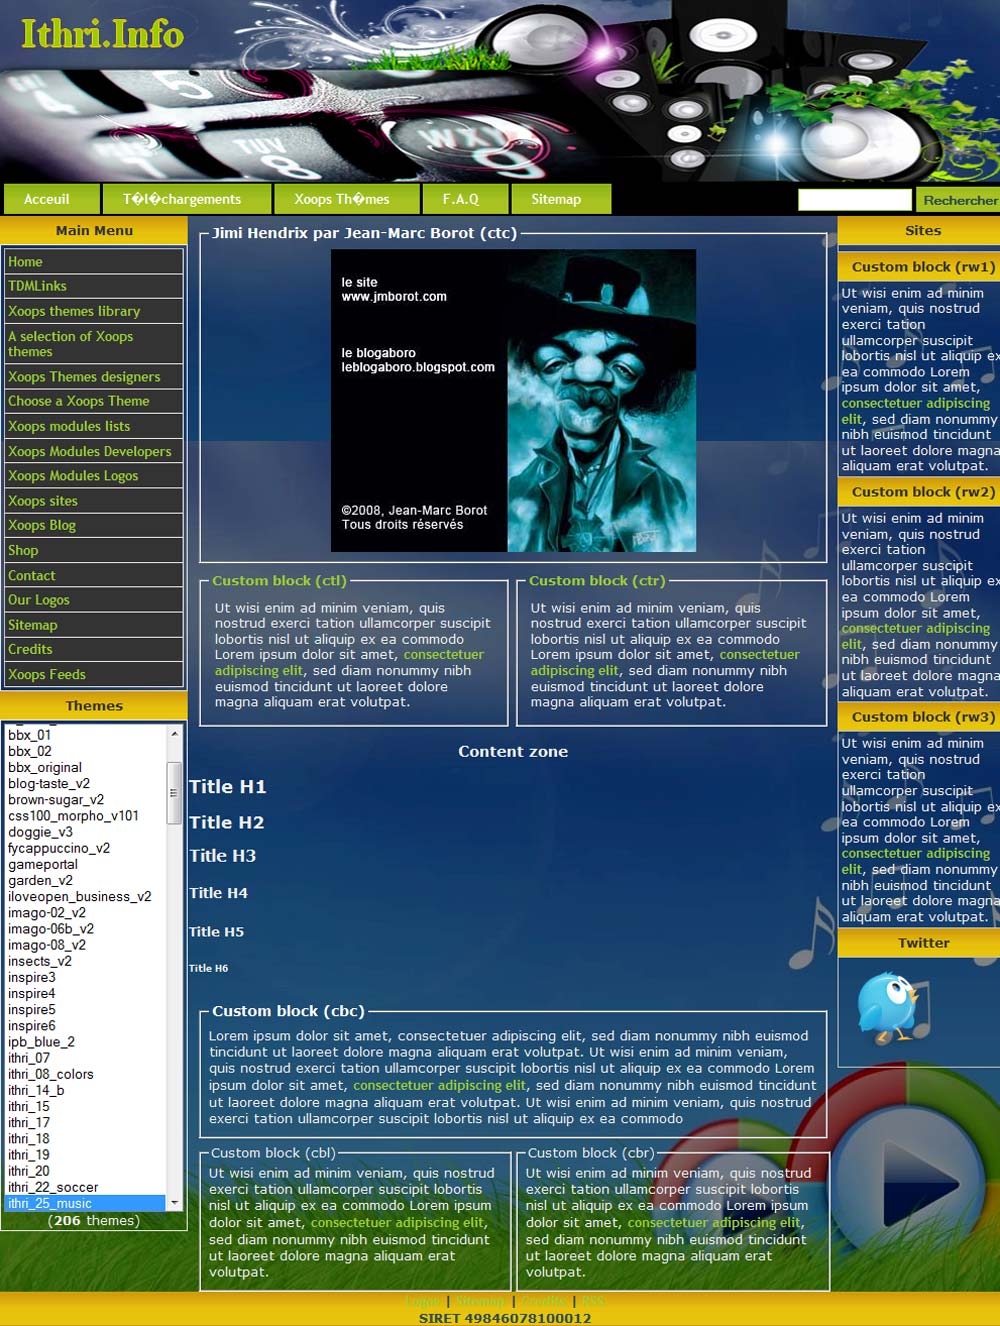 Ithri.Info
5
TUV
8
WXY
9
Acceuil
T�l�chargements
Xoops Th�mes
F.A.Q
Sitemap
Rechercher
Main Menu
Home
TDMLinks
Xoops themes library
A selection of Xoops
themes
Xoops Themes designers
Choose a Xoops Theme
Xoops modules lists
Xoops Modules Developers
Xoops Modules Logos
Xoops sites
Xoops Blog
Shop
Contact
Our Logos
Sitemap
Credits
Xoops Feeds
Themes
bbx_01
bbx_02
bbx_original
blog-taste_v2
brown-sugar_v2
css100_morpho_v101
doggie_v3
fycappuccino_v2
gameportal
garden_v2
iloveopen_business_v2
imago-02_v2
imago-06b_v2
imago-08_v2
insects_v2
inspire3
inspire4
inspire5
inspire6
ipb_blue_2
ithri_07
ithri_08_colors
ithri_14_b
ithri_15
ithri_17
ithri_18
ithri_19
ithri_20
ithri_22_soccer
ithri_25_music
(206 themes)
Jimi Hendrix par Jean-Marc Borot (ctc)
le site
www.jmborot.com
le blogaboro
leblogaboro.blogspot.com
©2008, Jean-Marc Borot
Tous droits réservés
Custom block (ctl)
Ut wisi enim ad minim veniam, quis
nostrud exerci tation ullamcorper suscipit
lobortis nisl ut aliquip ex ea commodo
Lorem ipsum dolor sit amet, consectetuer
adipiscing elit, sed diam nonummy nibh
euismod tincidunt ut laoreet dolore
magna aliquam erat volutpat.
Custom block (ctr)
Ut wisi enim ad minim veniam, quis
nostrud exerci tation ullamcorper suscipit
lobortis nisl ut aliquip ex ea commodo
Lorem ipsum dolor sit amet, consectetuer
adipiscing elit, sed diam nonummy nibh
euismod tincidunt ut laoreet dolore
magna aliquam erat volutpat.
Content zone
Title H1
Title H2
Title H3
Title H4
Title H5
Title H6
Custom block (cbc)
Lorem ipsum dolor sit amet, consectetuer adipiscing elit, sed diam nonummy nibh euismod
tincidunt ut laoreet dolore magna aliquam erat volutpat. Ut wisi enim ad minim veniam,
quis nostrud exerci tation ullamcorper suscipit lobortis nisl ut aliquip ex ea commodo Lorem
ipsum dolor sit amet, consectetuer adipiscing elit, sed diam nonummy nibh euismod tincidunt ut
laoreet dolore magna aliquam erat volutpat. Ut wisi enim ad minim veniam, quis nostrud
exerci tation ullamcorper suscipit lobortis nisl ut aliquip ex ea commodo
Custom block (cbl)
Ut wisi enim ad minim veniam, quis nostrud
exerci tation ullamcorper suscipit lobortis
nisl ut aliquip ex ea commodo Lorem ipsum
dolor sit amet, consectetuer adipiscing elit,
sed diam nonummy nibh euismod tincidunt
ut laoreet dolore magna aliquam erat
volutpat.
Custom block (cbr)
Ut wisi enim ad minim veniam, quis nostrud
exerci tation ullamcorper suscipit lobortis
nisl ut aliquip ex ea commodo Lorem ipsum
dolor sit amet, consectetuer adipiscing elit,
sed diam nonummy nibh euismod tincidunt
ut laoreet dolore magna aliquam erat
volutpat.
Sites
Custom block (rw1)
Ut wisi enim ad minim
veniam, quis nostrud
exerci tation
ullamcorper suscipit
lobortis nisl ut aliquip ex
ea commodo Lorem
ipsum dolor sit amet,
consectetuer adipiscing
elit, sed diam nonummy
nibh euismod tincidunt
ut laoreet dolore magna
aliquam erat volutpat.
Custom block (rw2)
Ut wisi enim ad minim
veniam, quis nostrud
exerci tation
ullamcorper suscipit
lobortis nisl ut aliquip ex
ea commodo Lorem
ipsum dolor sit amet,
consectetuer adipiscing
elit, sed diam nonummy
nibh euismod tincidunt
ut laoreet dolore magna
aliquam erat volutpat.
Custom block (rw3)
Ut wisi enim ad minim
veniam, quis nostrud
exerci tation
ullamcorper suscipit
lobortis nisl ut aliquip ex
ea commodo Lorem
ipsum dolor sit amet,
consectetuer adipiscing
elit, sed diam nonummy
nibh euismod tincidunt
ut laoreet dolore magna
aliquam erat volutpat.
Twitter
Logos | Sitemap | Credits | RSS
SIRET 49846078100012